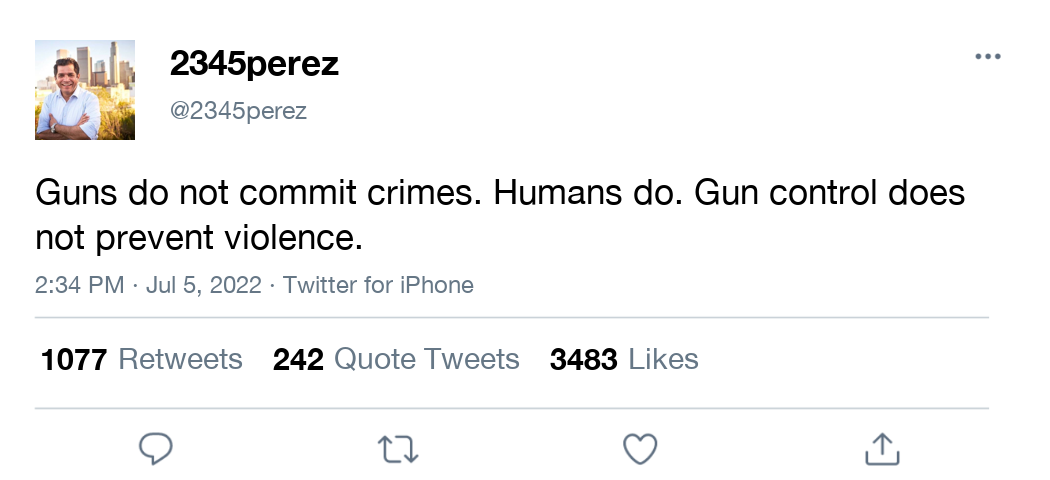 2345perez
@2345perez
Guns do not commit crimes. Humans do. Gun control does
not prevent violence.
2:34 PM · Jul 5, 2022 · Twitter for iPhone
1077 Retweets 242 Quote Tweets 3483 Likes